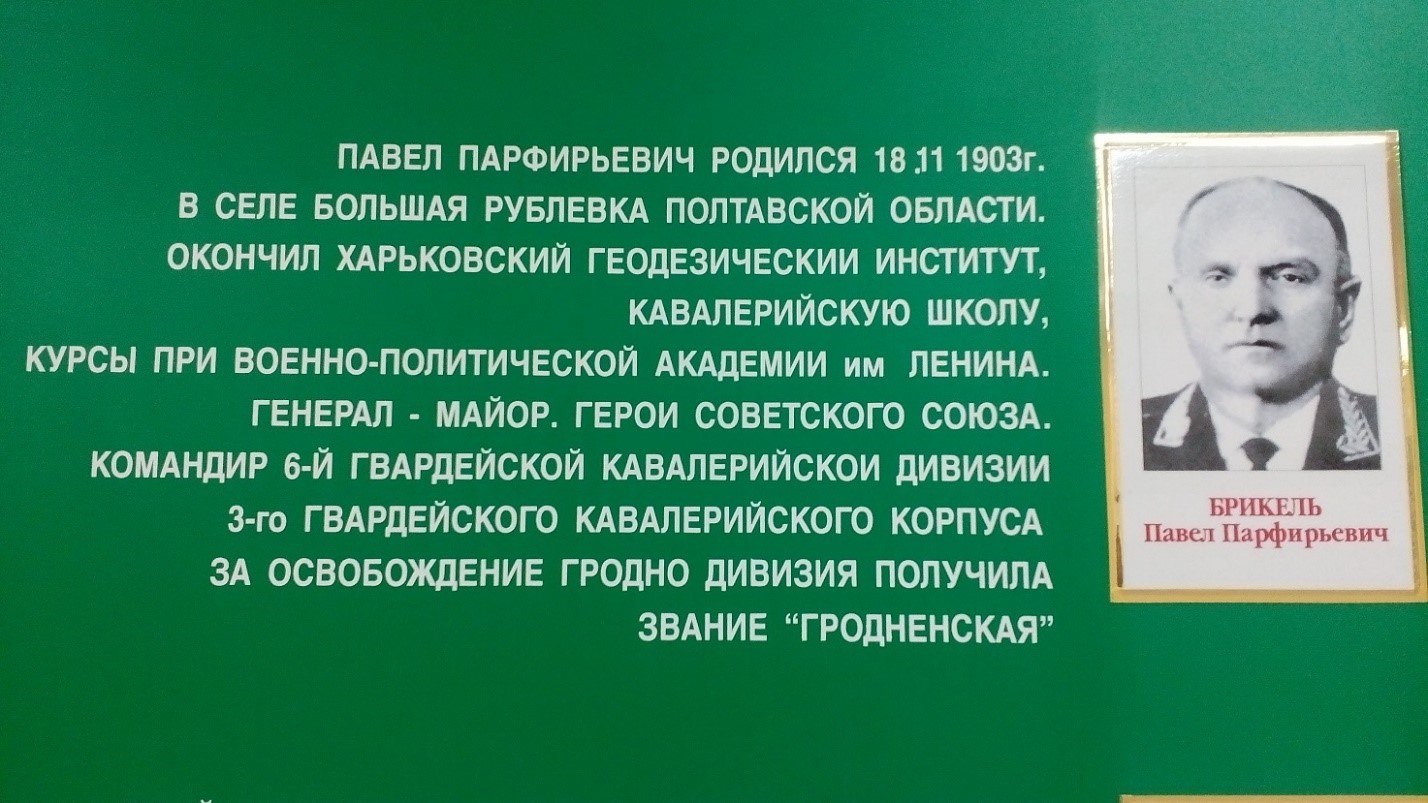 ПАВЕЛ ПАРФИРЬЕВИЧ РОДИЛСЯ 18.11 1903г.
В СЕЛЕ БОЛЬШАЯ РУБЛЕВКА ПОЛТАВСКОЙ ОБЛАСТИ.
ОКОНЧИЛ ХАРЬКОВСКИЙ ГЕОДЕЗИЧЕСКИИ ИНСТИТУТ,
КАВАЛЕРИЙСКУЮ ШКОЛУ,
КУРСЫ ПРИ ВОЕННО-ПОЛИТИЧЕСКОЙ АКАДЕМИИ им ЛЕНИНА.
ГЕНЕРАЛ - МАЙОР. ГЕРОИ СОВЕТСКОГО СОЮЗА.
КОМАНДИР 6-Й ГВАРДЕЙСКОЙ КАВАЛЕРИЙСКОИ ДИВИЗИИ
3-го ГВАРДЕЙСКОГО КАВАЛЕРИЙСКОГО КОРПУСА
ЗА ОСВОБОЖДЕНИЕ ГРОДНО ДИВИЗИЯ ПОЛУЧИЛА
ЗВАНИЕ “ГРОДНЕНСКАЯ”
БРИКЕЛЬ
Павел Парфирьевич